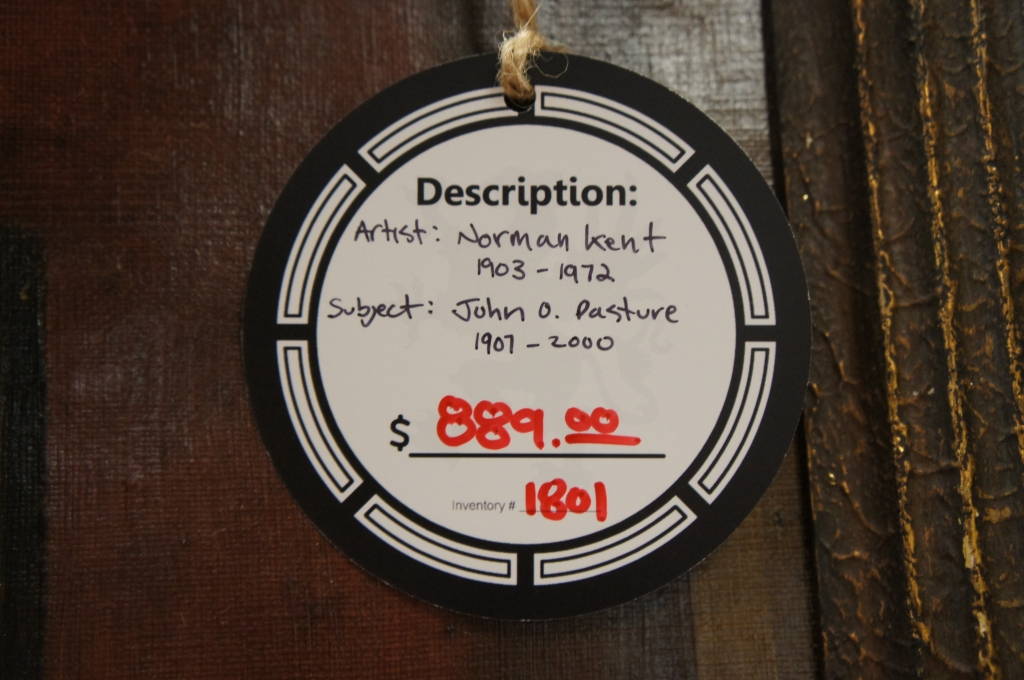 Description:
Artist: Norman Kent
1903 - 1972
Subject: John O. Pasture
1907 - 2000
$ 889.00
Inventory # 1801